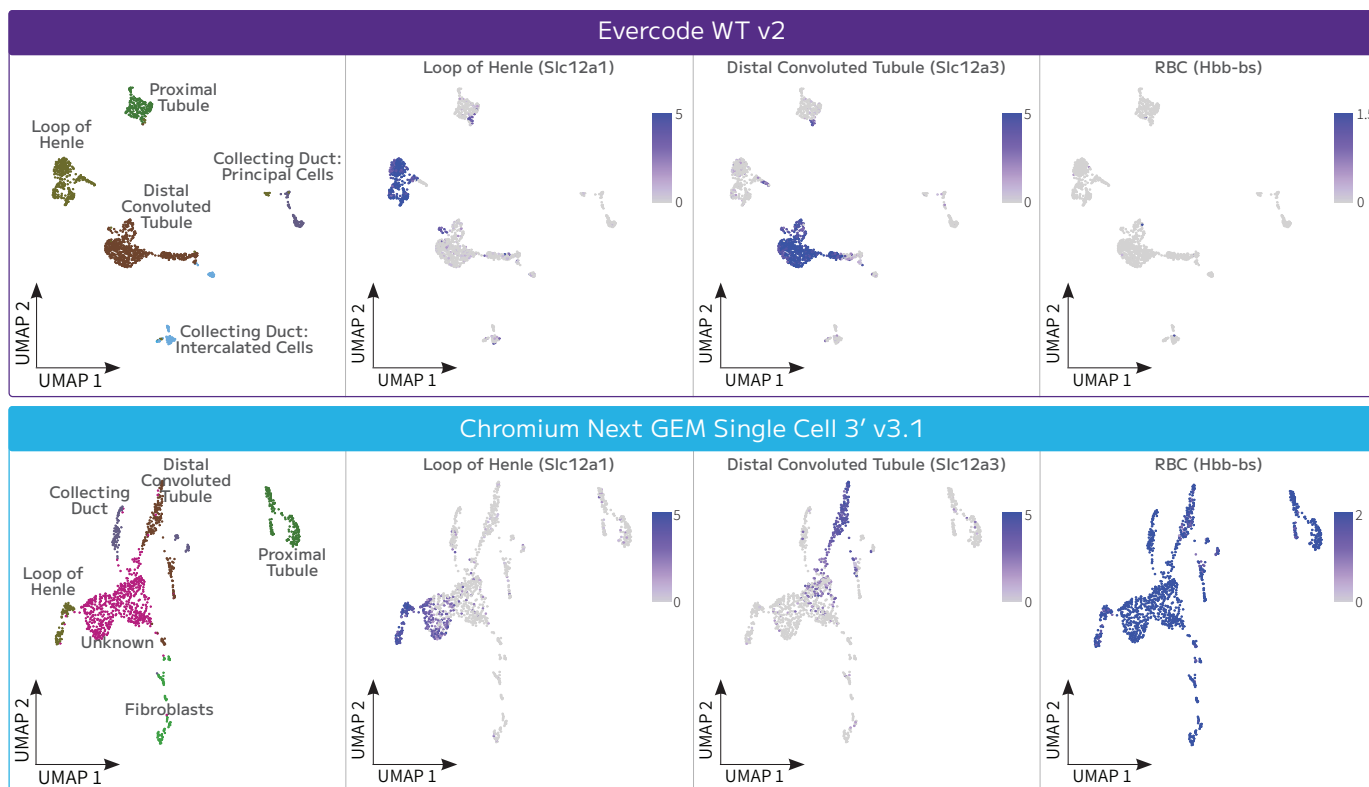 Evercode WT v2
Proximal
Tubule
Loop of
Henle
Collecting Duct:
Principal Cells
Distal
Convoluted
Tubule
Collecting Duct:
Intercalated Cells
UMAP 2
UMAP 1
Loop of Henle (Slc12a1)
5
0
UMAP 2
UMAP 1
Distal Convoluted Tubule (Slc12a3)
5
0
UMAP 2
UMAP 1
RBC (Hbb-bs)
1.5
0
UMAP 2
UMAP 1
Chromium Next GEM Single Cell 3′ v3.1
Distal
Convoluted
Tubule
Collecting
Duct
Proximal
Tubule
Loop of
Henle
Unknown
Fibroblasts
UMAP 2
UMAP 1
Loop of Henle (Slc12a1)
5
0
UMAP 2
UMAP 1
Distal Convoluted Tubule (Slc12a3)
5
0
UMAP 2
UMAP 1
RBC (Hbb-bs)
2
0
UMAP 2
UMAP 1